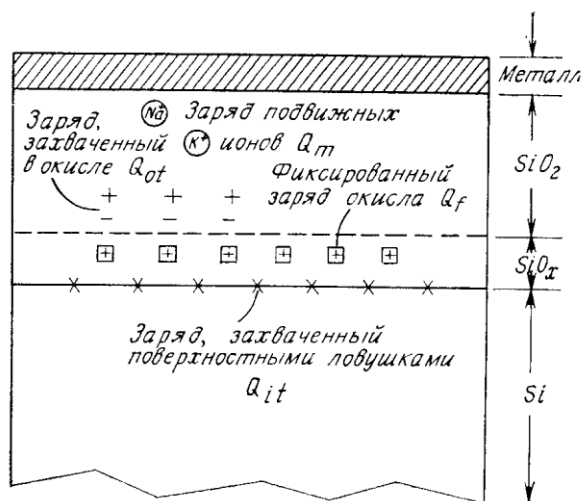 Металл
Заряд,
захваченный
в окисле Qot
Na+ Заряд подвижных
K+ ионов Qm
SiO2
+ + +
− − −
Фиксированный
заряд окисла Qf
+ + + + + +
SiOx
Заряд, захваченный
поверхностными ловушками
Qit
Si